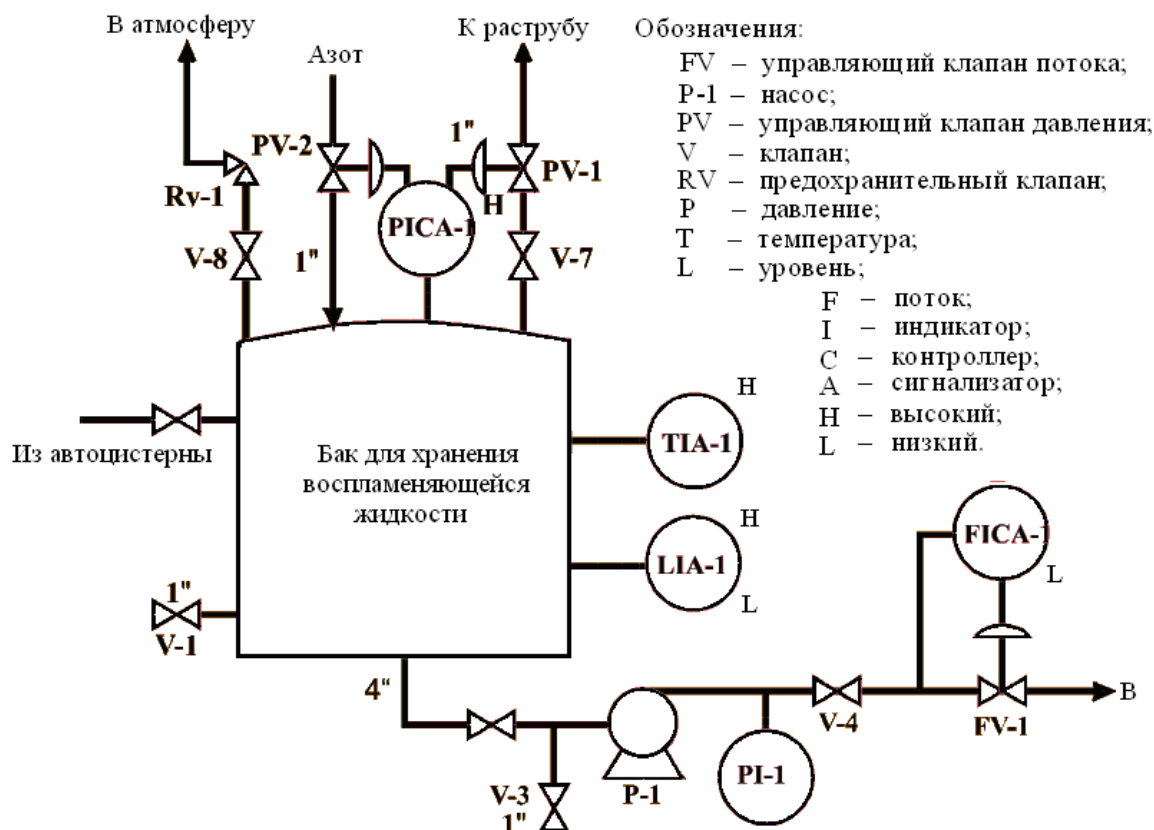 В атмосферу
Азот
К раструбу
Обозначения:
FV – управляющий клапан потока;
P-1 – насос;
PV – управляющий клапан давления;
V – клапан;
RV – предохранительный клапан;
P – давление;
T – температура;
L – уровень;
F – поток;
I – индикатор;
C – контроллер;
A – сигнализатор;
H – высокий;
L – низкий.
PV-2
1"
PV-1
Rv-1
H
PICA-1
V-8
1"
V-7
Из автоцистерны
Бак для хранения
воспламеняющейся
жидкости
H
TIA-1
H
LIA-1
L
FICA-1
L
1"
V-1
4"
V-3
1"
P-1
PI-1
V-4
FV-1
В